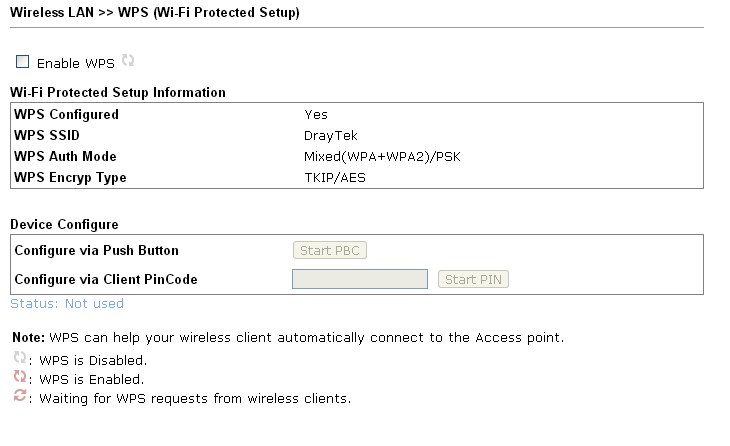 Wireless LAN >> WPS (Wi-Fi Protected Setup)
Enable WPS
Wi-Fi Protected Setup Information
WPS Configured Yes
WPS SSID DrayTek
WPS Auth Mode Mixed(WPA+WPA2)/PSK
WPS Encryp Type TKIP/AES
Device Configure
Configure via Push Button Start PBC
Configure via Client PinCode Start PIN
Status: Not used
Note: WPS can help your wireless client automatically connect to the Access point.
: WPS is Disabled.
: WPS is Enabled.
: Waiting for WPS requests from wireless clients.